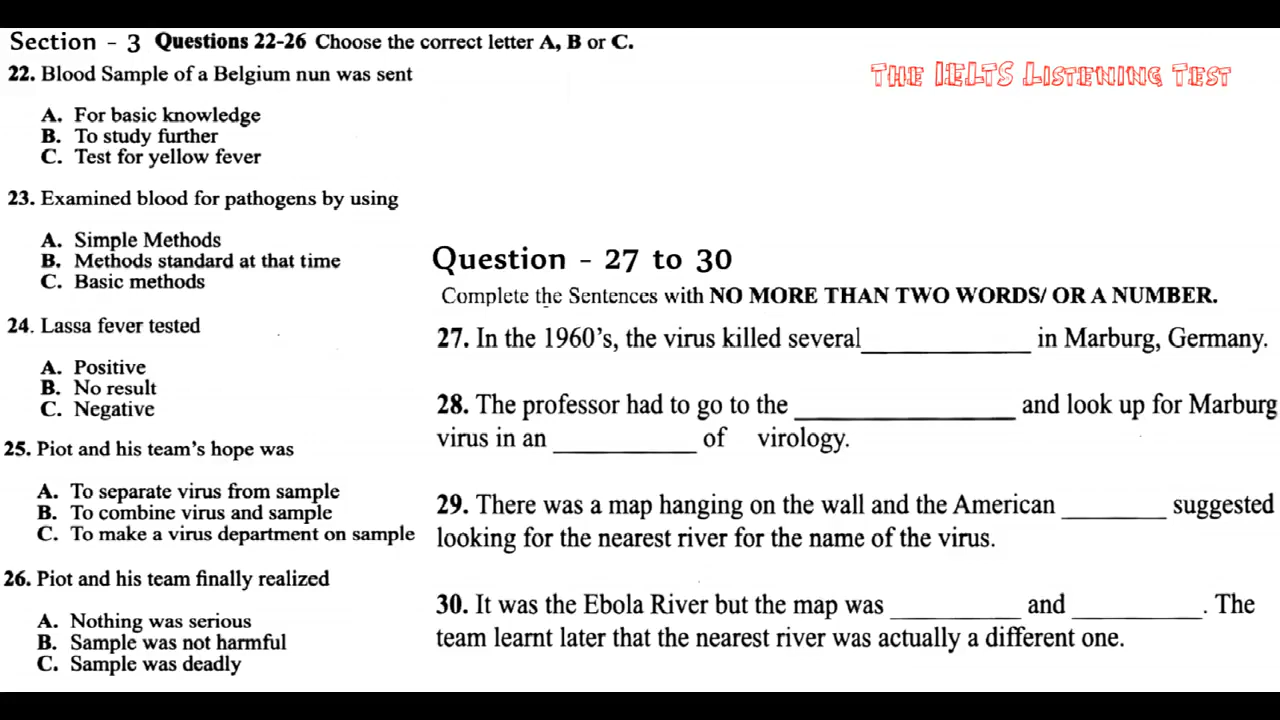 Section - 3 Questions 22-26 Choose the correct letter A, B or C.
THE IELTS LISTENING TEST
22. Blood Sample of a Belgium nun was sent
A. For basic knowledge
B. To study further
C. Test for yellow fever
23. Examined blood for pathogens by using
A. Simple Methods
B. Methods standard at that time
C. Basic methods
24. Lassa fever tested
A. Positive
B. No result
C. Negative
25. Piot and his team's hope was
A. To separate virus from sample
B. To combine virus and sample
C. To make a virus department on sample
26. Piot and his team finally realized
A. Nothing was serious
B. Sample was not harmful
C. Sample was deadly
Question - 27 to 30
Complete the Sentences with NO MORE THAN TWO WORDS/ OR A NUMBER.
27. In the 1960's, the virus killed several____________ in Marburg, Germany.
28. The professor had to go to the ________________ and look up for Marburg
virus in an __________ of virology.
29. There was a map hanging on the wall and the American ________ suggested
looking for the nearest river for the name of the virus.
30. It was the Ebola River but the map was __________ and __________. The
team learnt later that the nearest river was actually a different one.